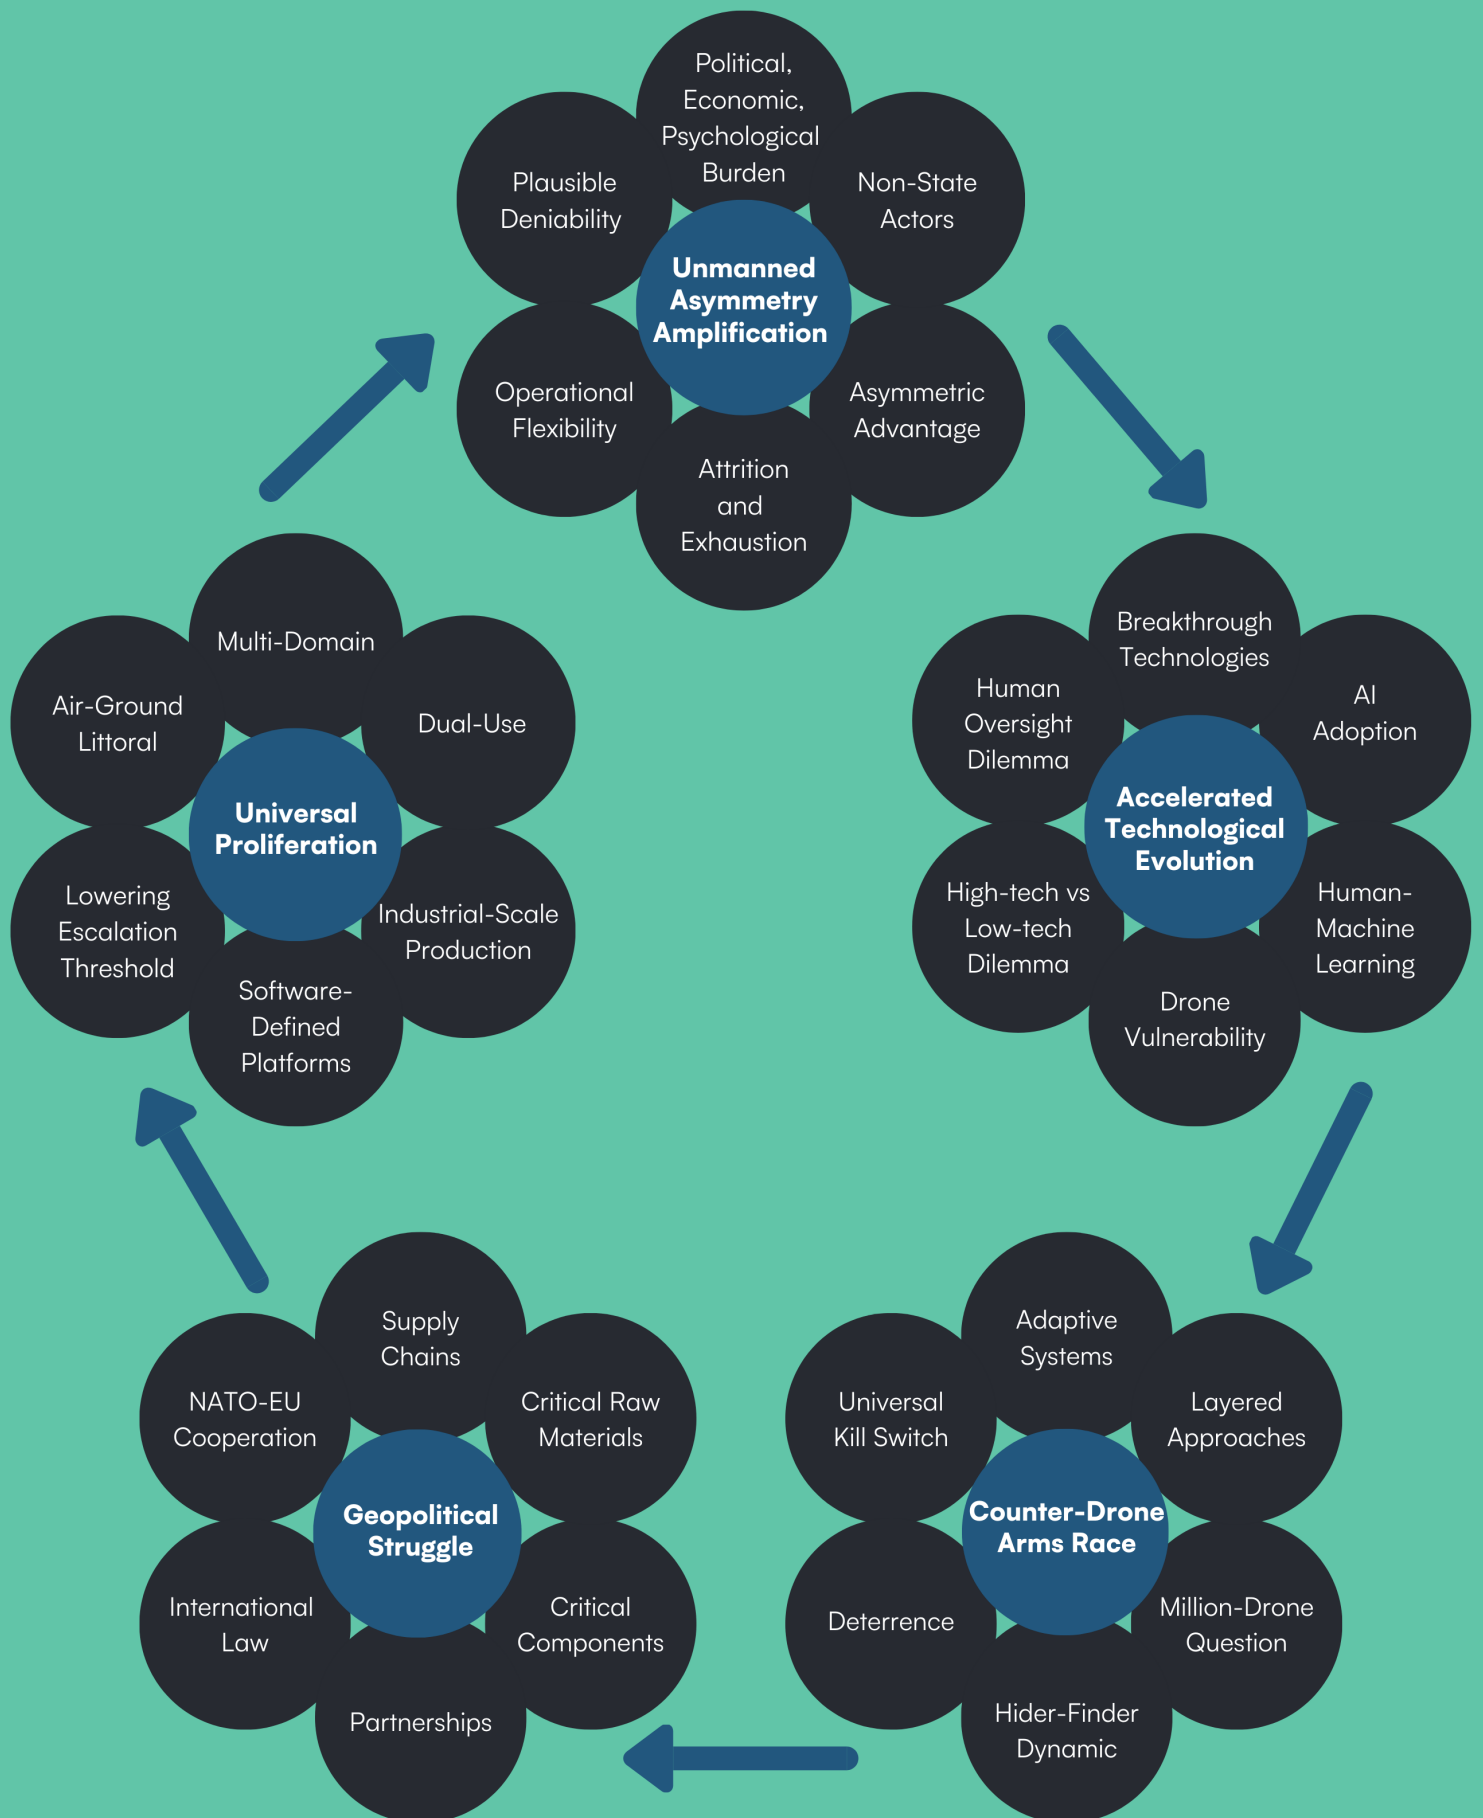 Political,
Economic,
Psychological
Burden
Plausible
Deniability
Non-State
Actors
Unmanned
Asymmetry
Amplification
Operational
Flexibility
Asymmetric
Advantage
Attrition
and
Exhaustion
Multi-Domain
Air-Ground
Littoral
Dual-Use
Universal
Proliferation
Lowering
Escalation
Threshold
Industrial-Scale
Production
Software-
Defined
Platforms
Breakthrough
Technologies
Human
Oversight
Dilemma
AI
Adoption
Accelerated
Technological
Evolution
High-tech vs
Low-tech
Dilemma
Human-
Machine
Learning
Drone
Vulnerability
Supply
Chains
NATO-EU
Cooperation
Critical Raw
Materials
Geopolitical
Struggle
International
Law
Critical
Components
Partnerships
Adaptive
Systems
Universal
Kill Switch
Layered
Approaches
Counter-Drone
Arms Race
Deterrence
Million-Drone
Question
Hider-Finder
Dynamic